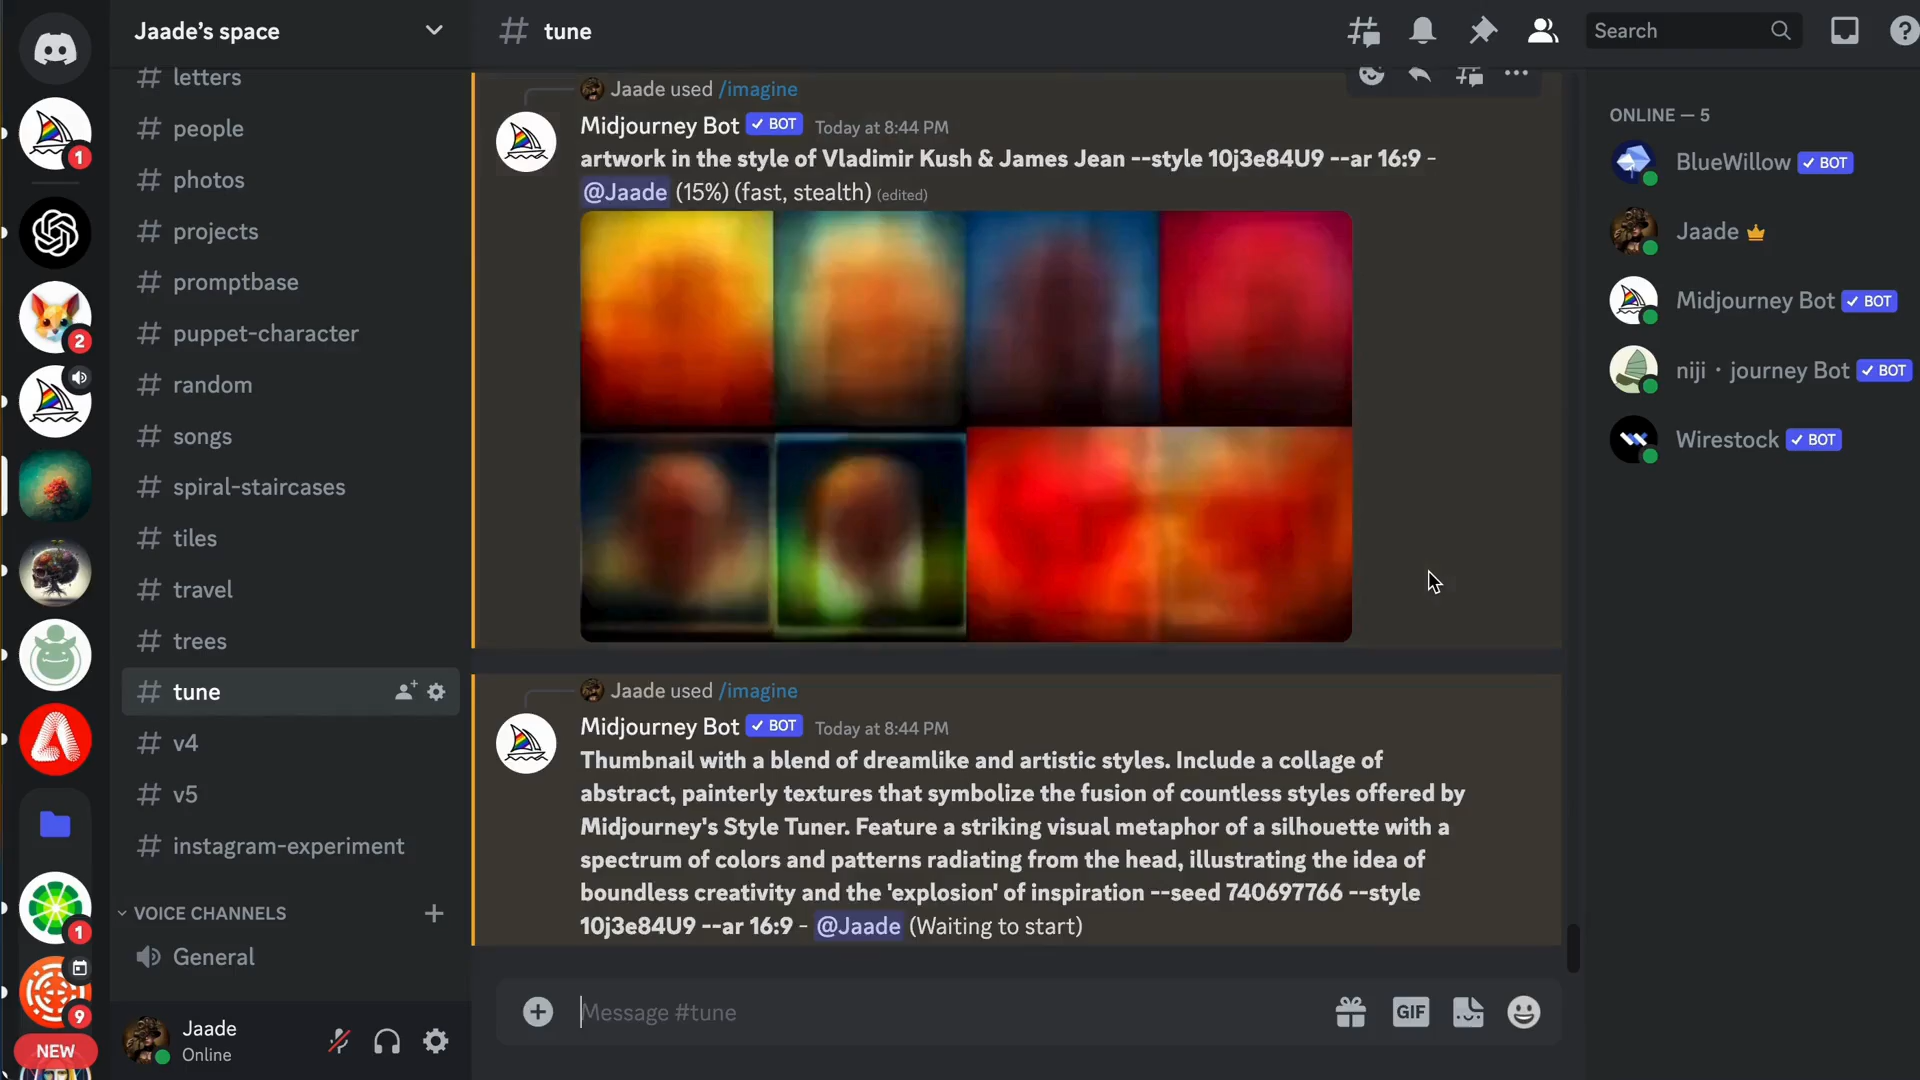 Jaade's space
# tune
Search
# letters
# people
# photos
# projects
# promptbase
# puppet-character
# random
# songs
# spiral-staircases
# tiles
# travel
# trees
# tune
# v4
# v5
# instagram-experiment
VOICE CHANNELS
General
Jaade
Online
1
2
1
9
NEW
Jaade used /imagine
Midjourney Bot ✓ BOT Today at 8:44 PM
artwork in the style of Vladimir Kush & James Jean --style 10j3e84U9 --ar 16:9 -
@Jaade (15%) (fast, stealth) (edited)
Jaade used /imagine
Midjourney Bot ✓ BOT Today at 8:44 PM
Thumbnail with a blend of dreamlike and artistic styles. Include a collage of
abstract, painterly textures that symbolize the fusion of countless styles offered by
Midjourney's Style Tuner. Feature a striking visual metaphor of a silhouette with a
spectrum of colors and patterns radiating from the head, illustrating the idea of
boundless creativity and the 'explosion' of inspiration --seed 740697766 --style
10j3e84U9 --ar 16:9 - @Jaade (Waiting to start)
Message #tune
GIF
ONLINE — 5
BlueWillow ✓ BOT
Jaade
Midjourney Bot ✓ BOT
niji・journey Bot ✓ BOT
Wirestock ✓ BOT